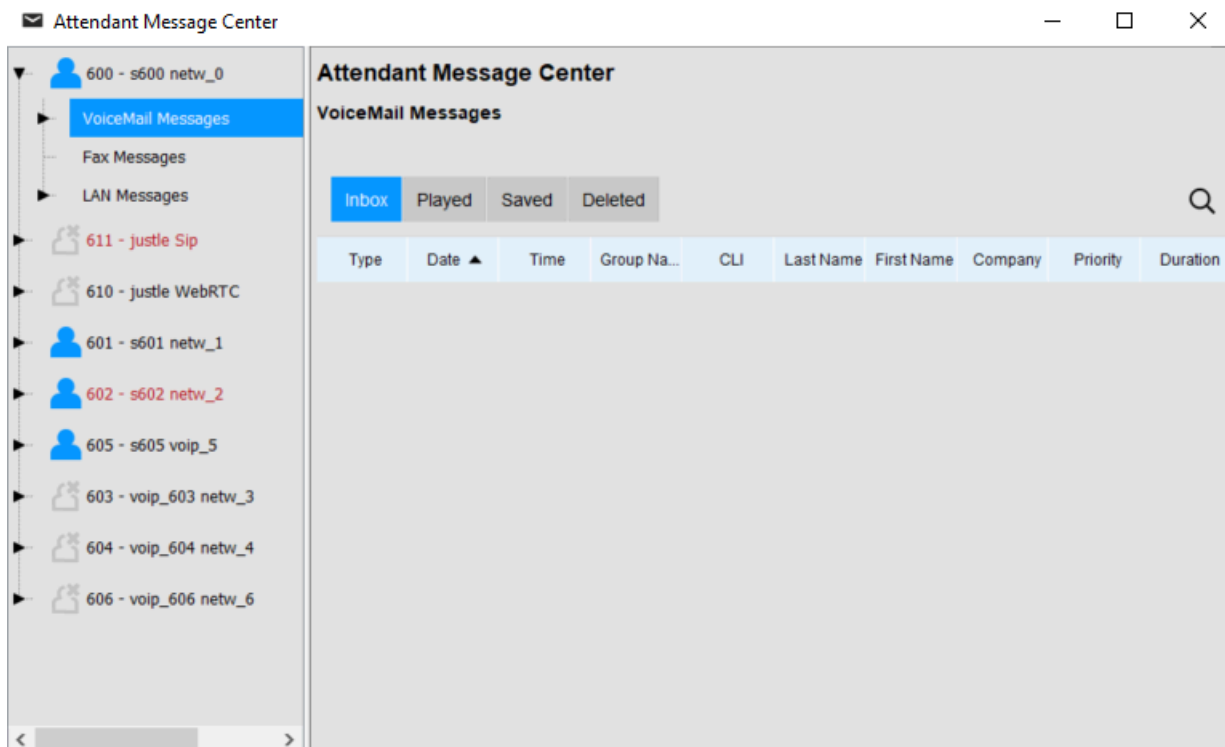 Attendant Message Center
600 - s600 netw_0
VoiceMail Messages
Fax Messages
LAN Messages
611 - justle Sip
610 - justle WebRTC
601 - s601 netw_1
602 - s602 netw_2
605 - s605 voip_5
603 - voip_603 netw_3
604 - voip_604 netw_4
606 - voip_606 netw_6
Attendant Message Center
VoiceMail Messages
Inbox Played Saved Deleted
Type Date Time Group Na... CLI Last Name First Name Company Priority Duration